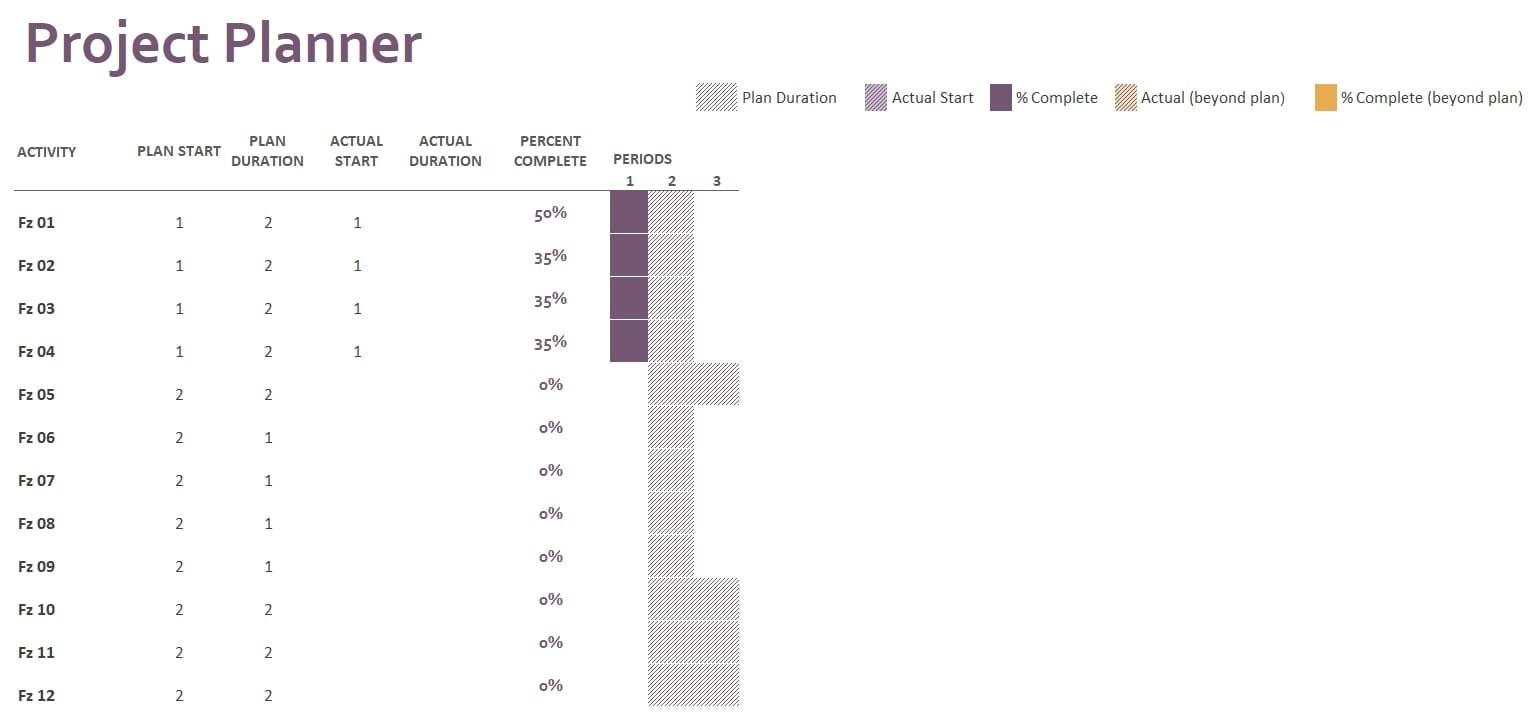 Project Planner
Plan Duration Actual Start % Complete Actual (beyond plan) % Complete (beyond plan)
ACTIVITY PLAN START PLAN DURATION ACTUAL START ACTUAL DURATION PERCENT COMPLETE PERIODS
1 2 3
Fz 01 1 2 1 50%
Fz 02 1 2 1 35%
Fz 03 1 2 1 35%
Fz 04 1 2 1 35%
Fz 05 2 2 0%
Fz 06 2 1 0%
Fz 07 2 1 0%
Fz 08 2 1 0%
Fz 09 2 1 0%
Fz 10 2 2 0%
Fz 11 2 2 0%
Fz 12 2 2 0%